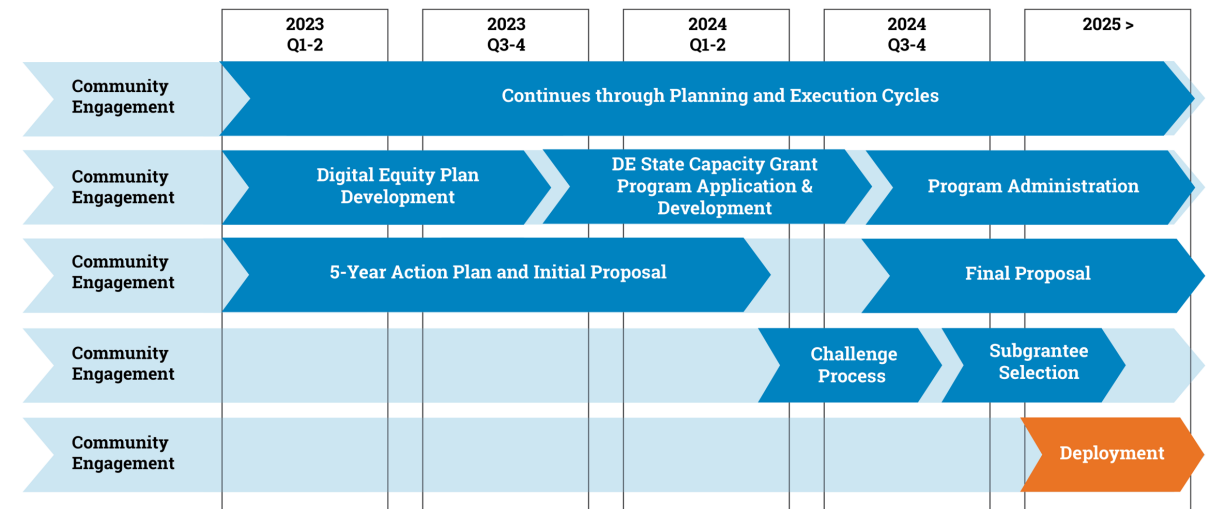 2023
Q1-2
2023
Q3-4
2024
Q1-2
2024
Q3-4
2025 >
Community
Engagement
Continues through Planning and Execution Cycles
Community
Engagement
Digital Equity Plan
Development
DE State Capacity Grant
Program Application &
Development
Program Administration
Community
Engagement
5-Year Action Plan and Initial Proposal
Final Proposal
Community
Engagement
Challenge
Process
Subgrantee
Selection
Community
Engagement
Deployment